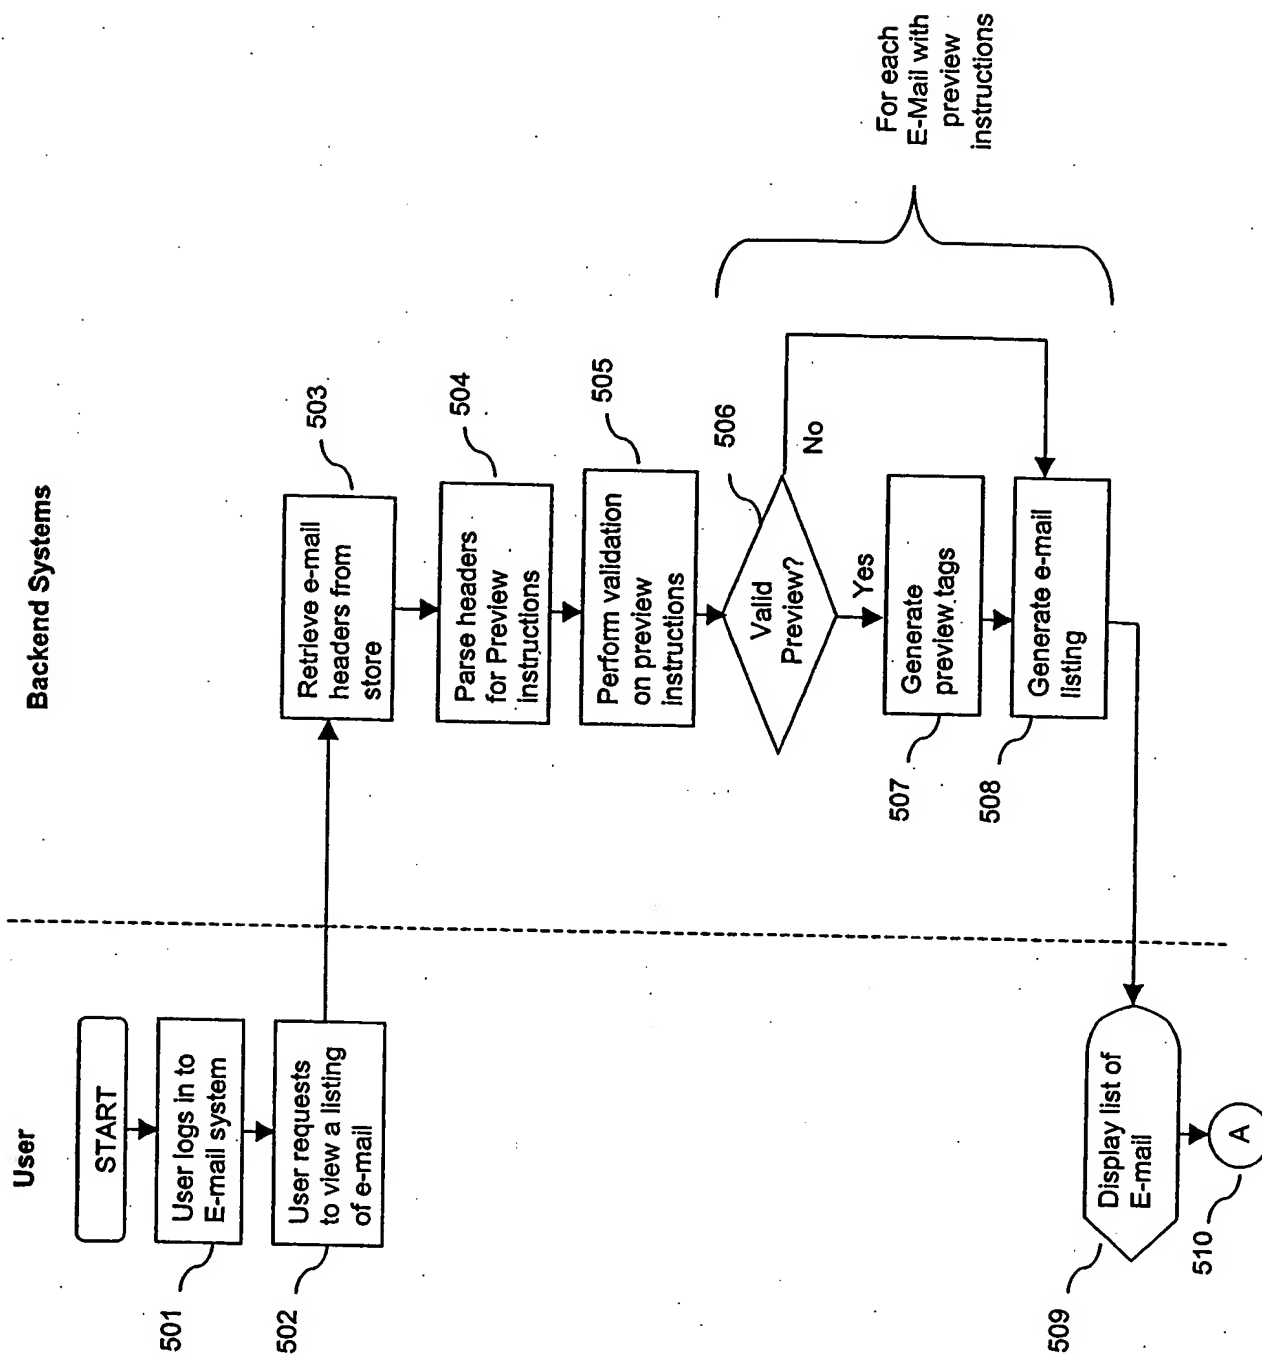 User
Backend Systems
START
User logs in to
E-mail system
501
User requests
to view a listing
of e-mail
502
Retrieve e-mail
headers from
store
503
Parse headers
for Preview
instructions
504
Perform validation
on preview
instructions
505
Valid
Preview?
506
No
Yes
Generate
preview tags
507
Generate e-mail
listing
508
For each
E-Mail with
preview
instructions
Display list of
E-mail
509
A
510